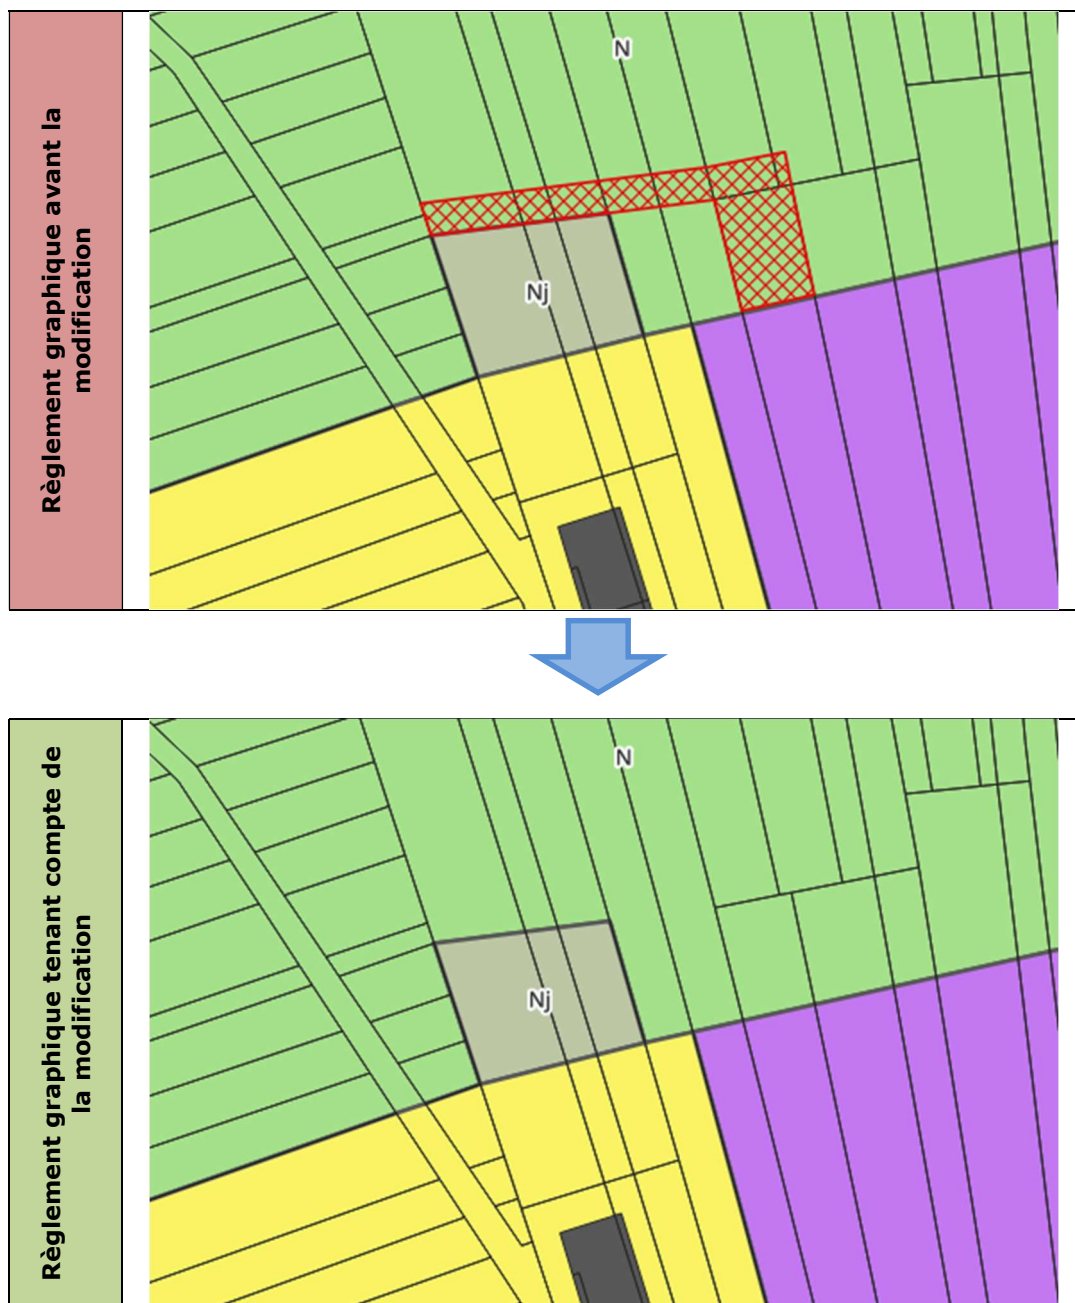 Règlement graphique avant la
modification
N
Nj
Règlement graphique tenant compte de
la modification
N
Nj